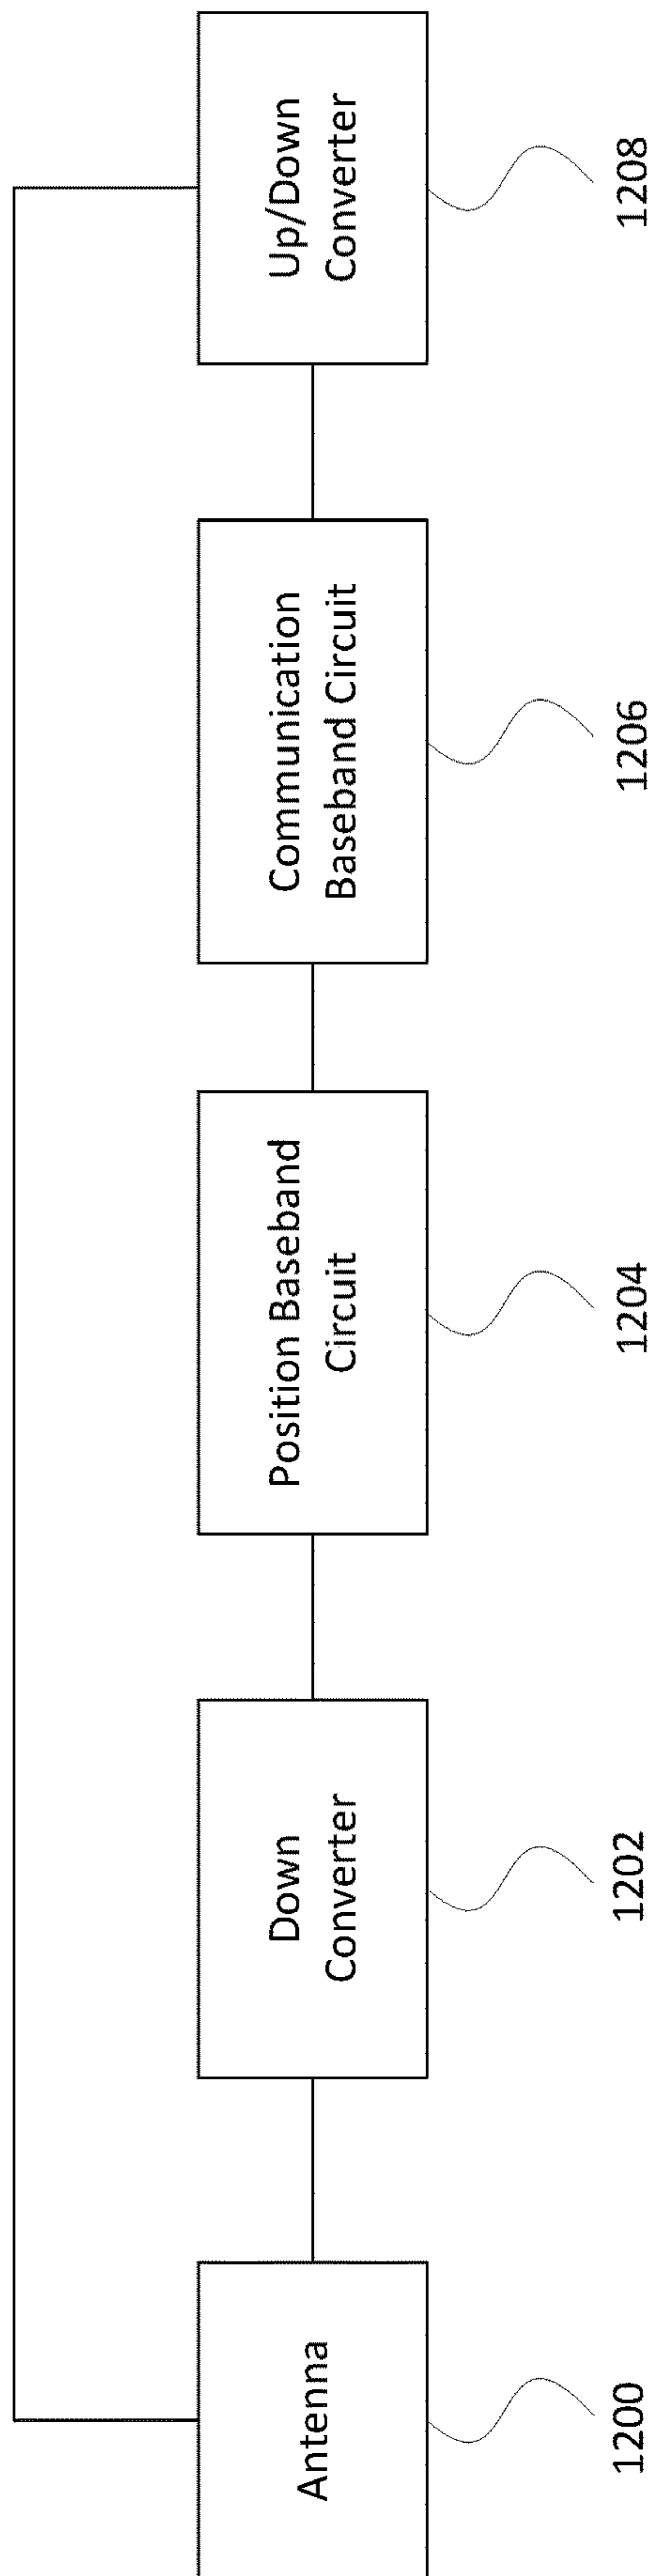 Antenna
1200
Down
Converter
1202
Position Baseband
Circuit
1204
Communication
Baseband Circuit
1206
Up/Down
Converter
1208